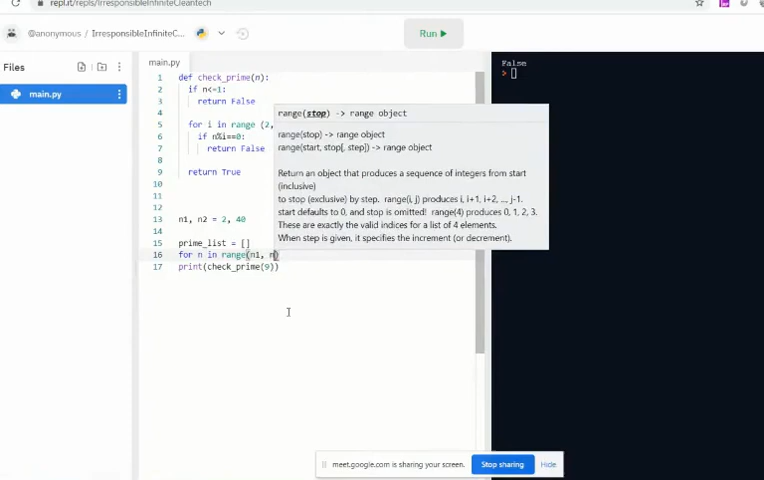 repl.it/repls/IrresponsibleInfiniteCleantech
@anonymous / IrresponsibleInfiniteC...
Run ▶
Files
main.py
main.py
False
>
1 def check_prime(n):
2 if n<=1:
3 return False
4
5 for i in range (2,
6 if n%i==0:
7 return False
8
9 return True
10
11
12
13 n1, n2 = 2, 40
14
15 prime_list = []
16 for n in range(n1, n)
17 print(check_prime(9))
range(stop) -> range object
range(stop) -> range object
range(start, stop[, step]) -> range object
Return an object that produces a sequence of integers from start
(inclusive)
to stop (exclusive) by step. range(i, j) produces i, i+1, i+2, ..., j-1.
start defaults to 0, and stop is omitted! range(4) produces 0, 1, 2, 3.
These are exactly the valid indices for a list of 4 elements.
When step is given, it specifies the increment (or decrement).
meet.google.com is sharing your screen.
Stop sharing
Hide